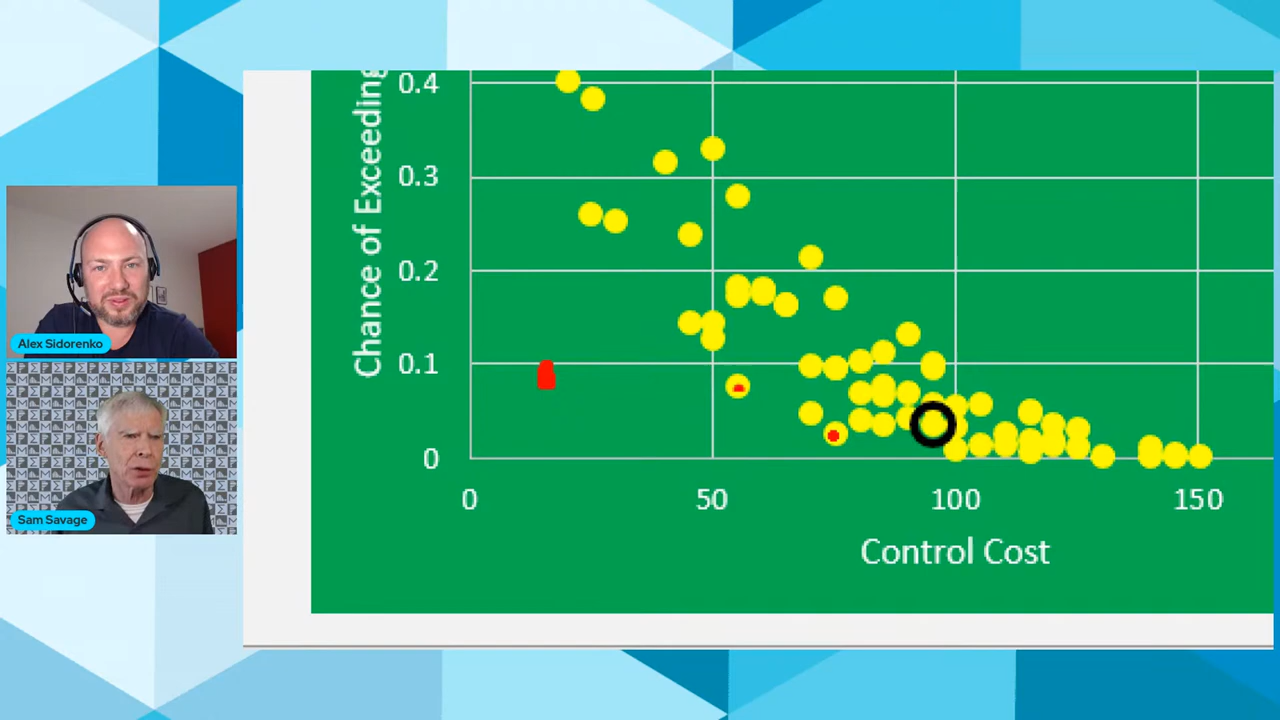 Chance of Exceeding
0.4
0.3
0.2
0.1
0
0
50
100
150
Control Cost
Alex Sidorenko
Sam Savage